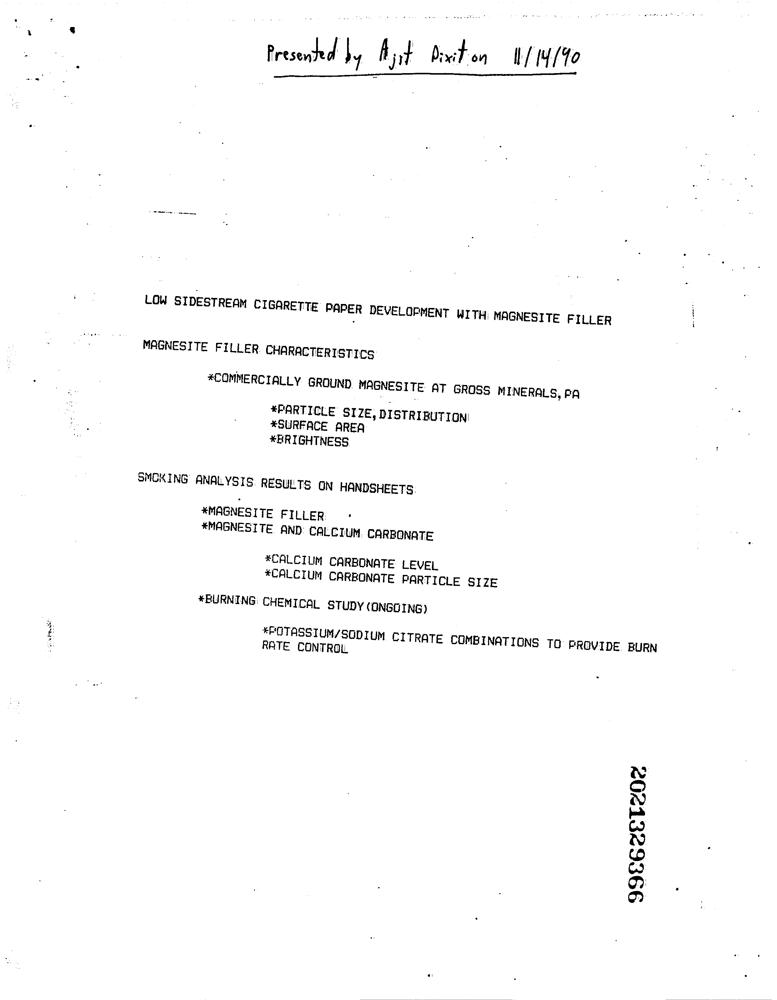 Presented by Ajit Dixit on 11/14/90
LOW SIDESTREAM CIGARETTE PAPER DEVELOPMENT WITH MAGNESITE FILLER
MAGNESITE FILLER CHARACTERISTICS
*COMMERCIALLY GROUND MAGNESITE AT GROSS MINERALS, PA
*PARTICLE SIZE, DISTRIBUTION
*SURFACE AREA
*BRIGHTNESS
SMOKING ANALYSIS RESULTS ON HANDSHEETS
*MAGNESITE FILLER
*MAGNESITE AND CALCIUM CARBONATE
*CALCIUM CARBONATE LEVEL
*CALCIUM CARBONATE PARTICLE SIZE
*BURNING CHEMICAL STUDY(ONGOING)
*POTASSIUM/SODIUM CITRATE COMBINATIONS TO PROVIDE BURN
RATE CONTROL
2021329366